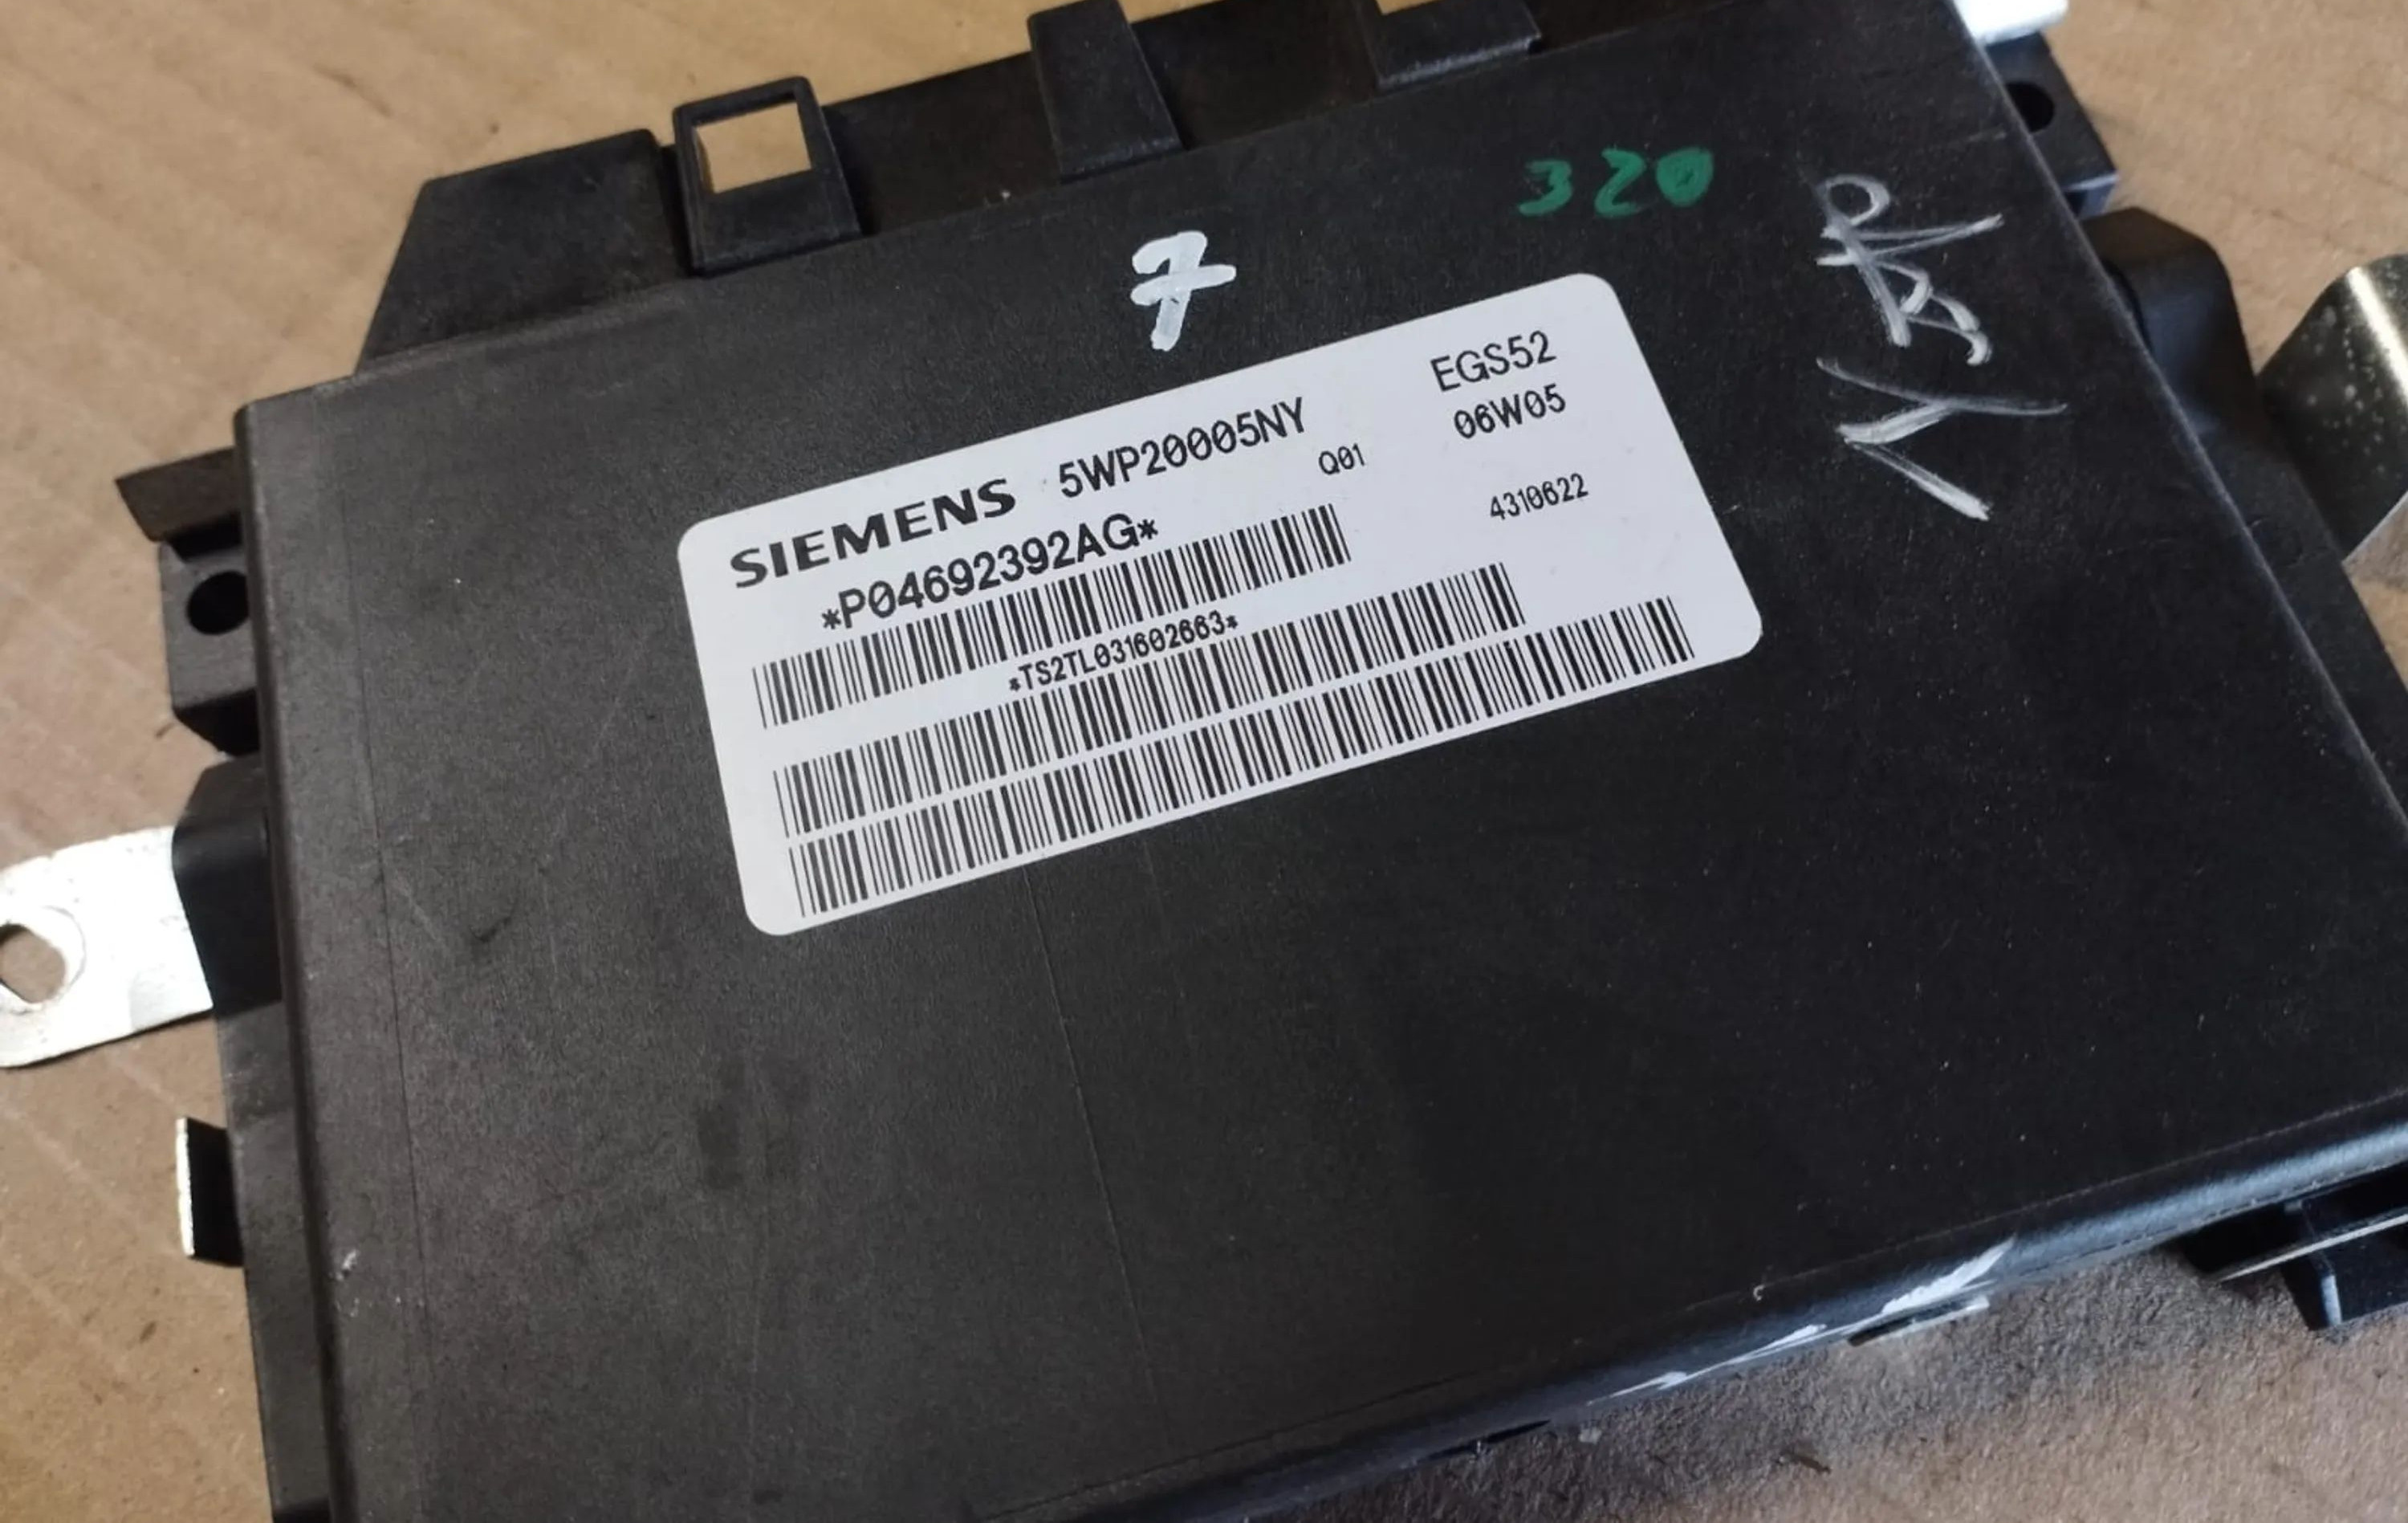 320
7
SIEMENS 5WP20005NY EGS52
Q01 06W05
*P04692392AG* 4310622
*TS2TL031602663*